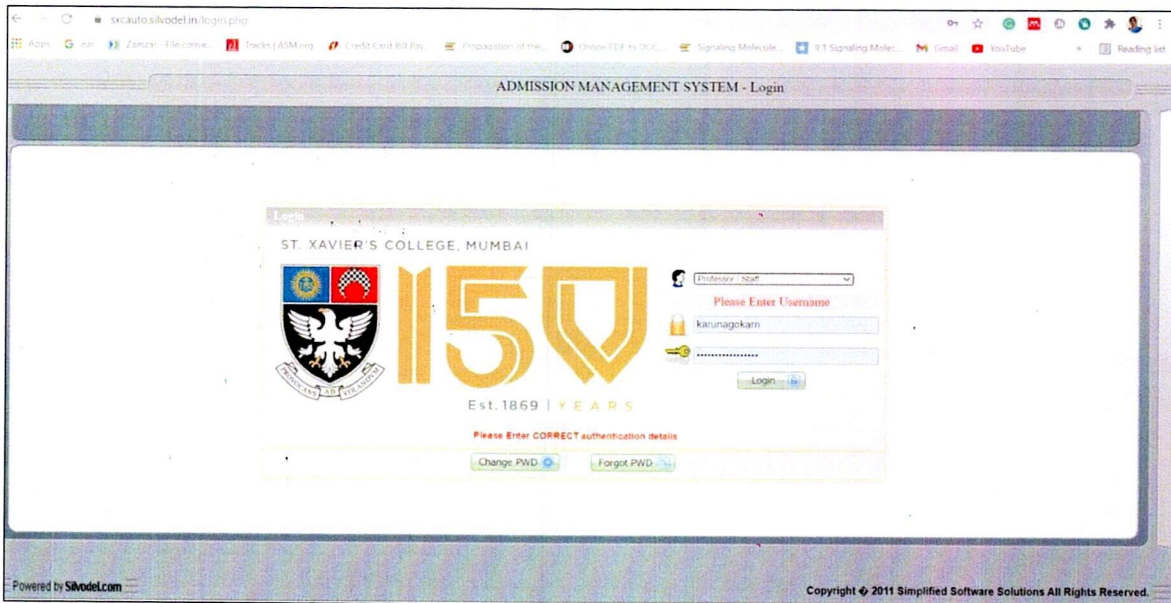 sxcauto.silvodel.in/login.php
Apps
Zamzar - File conve...
Tracks | ASM.org
Credit Card Bill Pay...
Propagation of the...
Online PDF to DOC...
Signaling Molecule...
9.1 Signaling Molec...
Gmail
YouTube
»
Reading list
ADMISSION MANAGEMENT SYSTEM - Login
Login
ST. XAVIER'S COLLEGE, MUMBAI
150
PROVOCANS AD VOLANDUM
Est.1869 | YEARS
Professor / Staff
Please Enter Username
karunagokarn
•••••••••••••••••
Login
Please Enter CORRECT authentication details
Change PWD
Forgot PWD
Powered by Silvodel.com
Copyright � 2011 Simplified Software Solutions All Rights Reserved.